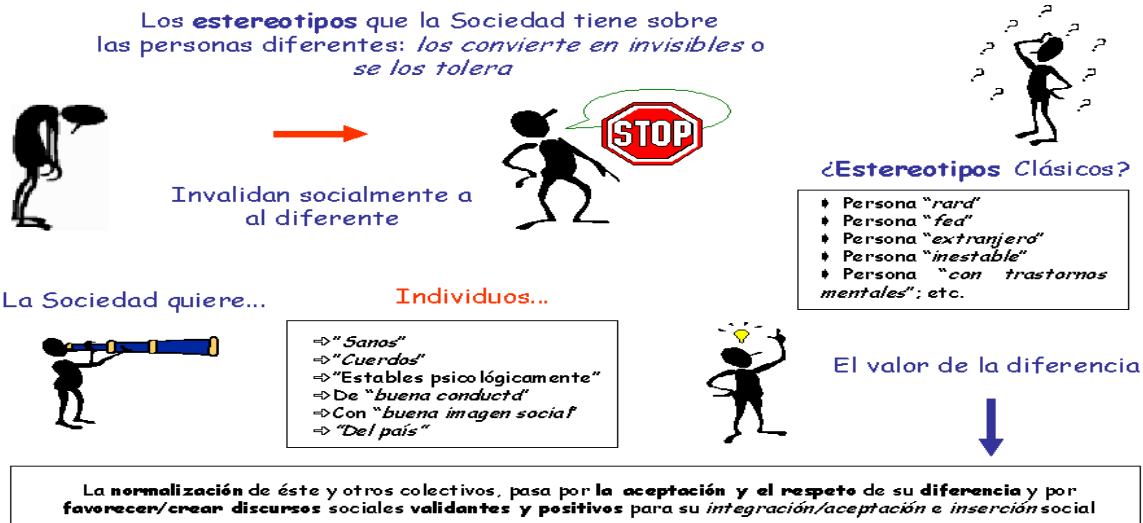 Los estereotipos que la Sociedad tiene sobre
las personas diferentes: los convierte en invisibles o
se los tolera
STOP
Invalidan socialmente a
al diferente
¿Estereotipos Clásicos?
➧ Persona “rara”
➧ Persona “fea”
➧ Persona “extranjero”
➧ Persona “inestable”
➧ Persona “con trastornos
mentales”; etc.
La Sociedad quiere...
Individuos...
⇨”Sanos”
⇨”Cuerdos”
⇨”Estables psicológicamente”
⇨De “buena conducta”
⇨Con “buena imagen social”
⇨”Del país”
El valor de la diferencia
La normalización de éste y otros colectivos, pasa por la aceptación y el respeto de su diferencia y por
favorecer/crear discursos sociales validantes y positivos para su integración/aceptación e inserción social